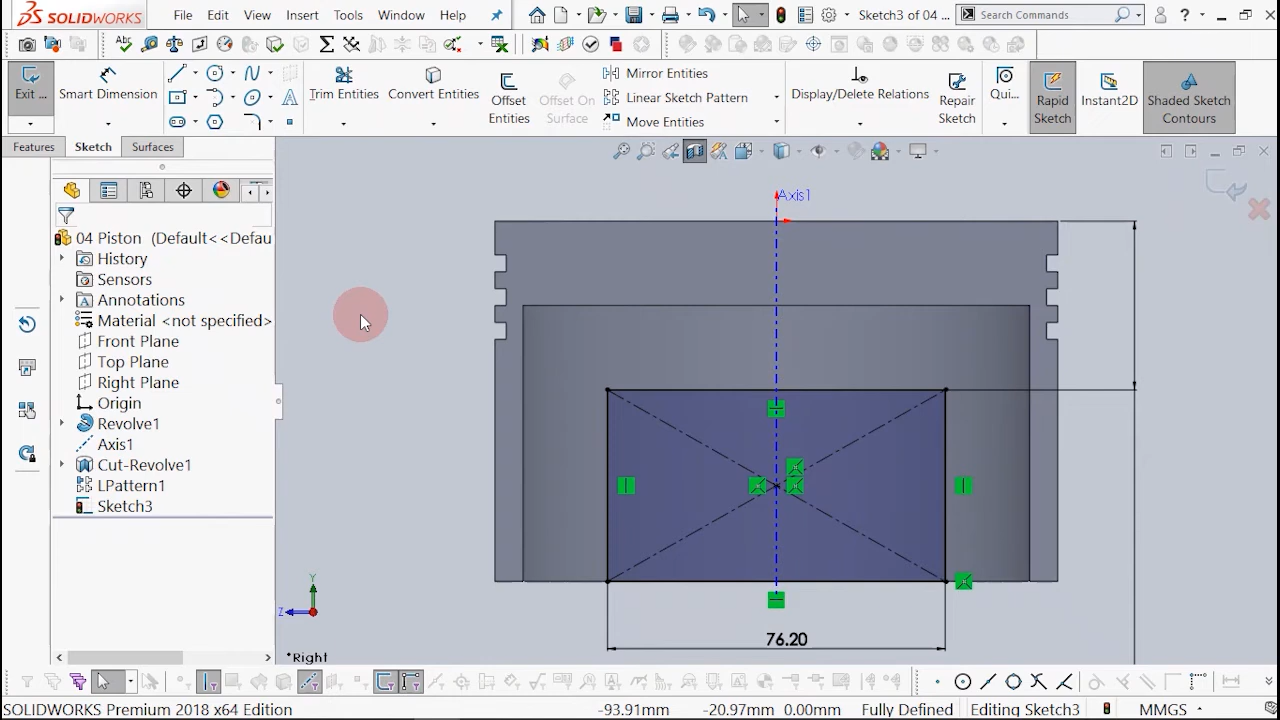 SOLIDWORKS File Edit View Insert Tools Window Help Sketch3 of 04 ... Search Commands ?
Exit ... Smart Dimension Trim Entities Convert Entities Offset Entities Offset On Surface Mirror Entities Linear Sketch Pattern Move Entities Display/Delete Relations Repair Sketch Qui... Rapid Sketch Instant2D Shaded Sketch Contours
Features Sketch Surfaces
04 Piston (Default<<Defau
History
Sensors
Annotations
Material <not specified>
Front Plane
Top Plane
Right Plane
Origin
Revolve1
Axis1
Cut-Revolve1
LPattern1
Sketch3
Axis1
76.20
Y
Z
*Right
SOLIDWORKS Premium 2018 x64 Edition -93.91mm -20.97mm 0.00mm Fully Defined Editing Sketch3 MMGS